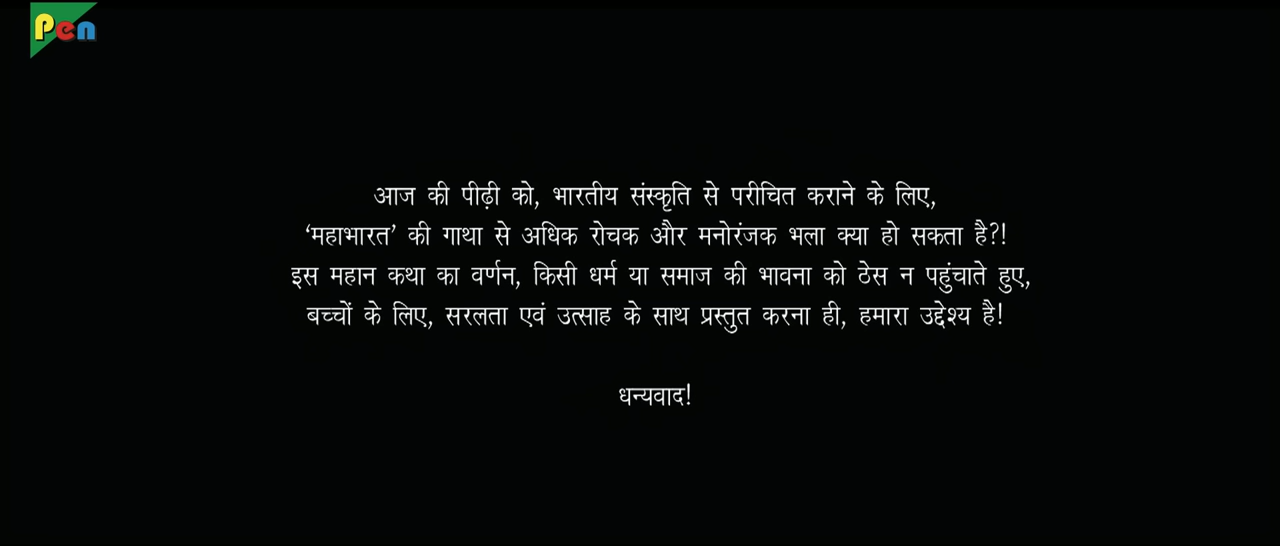 Pen
आज की पीढ़ी को, भारतीय संस्कृति से परीचित कराने के लिए,
‘महाभारत’ की गाथा से अधिक रोचक और मनोरंजक भला क्या हो सकता है?!
इस महान कथा का वर्णन, किसी धर्म या समाज की भावना को ठेस न पहुंचाते हुए,
बच्चों के लिए, सरलता एवं उत्साह के साथ प्रस्तुत करना ही, हमारा उद्देश्य है!
धन्यवाद!